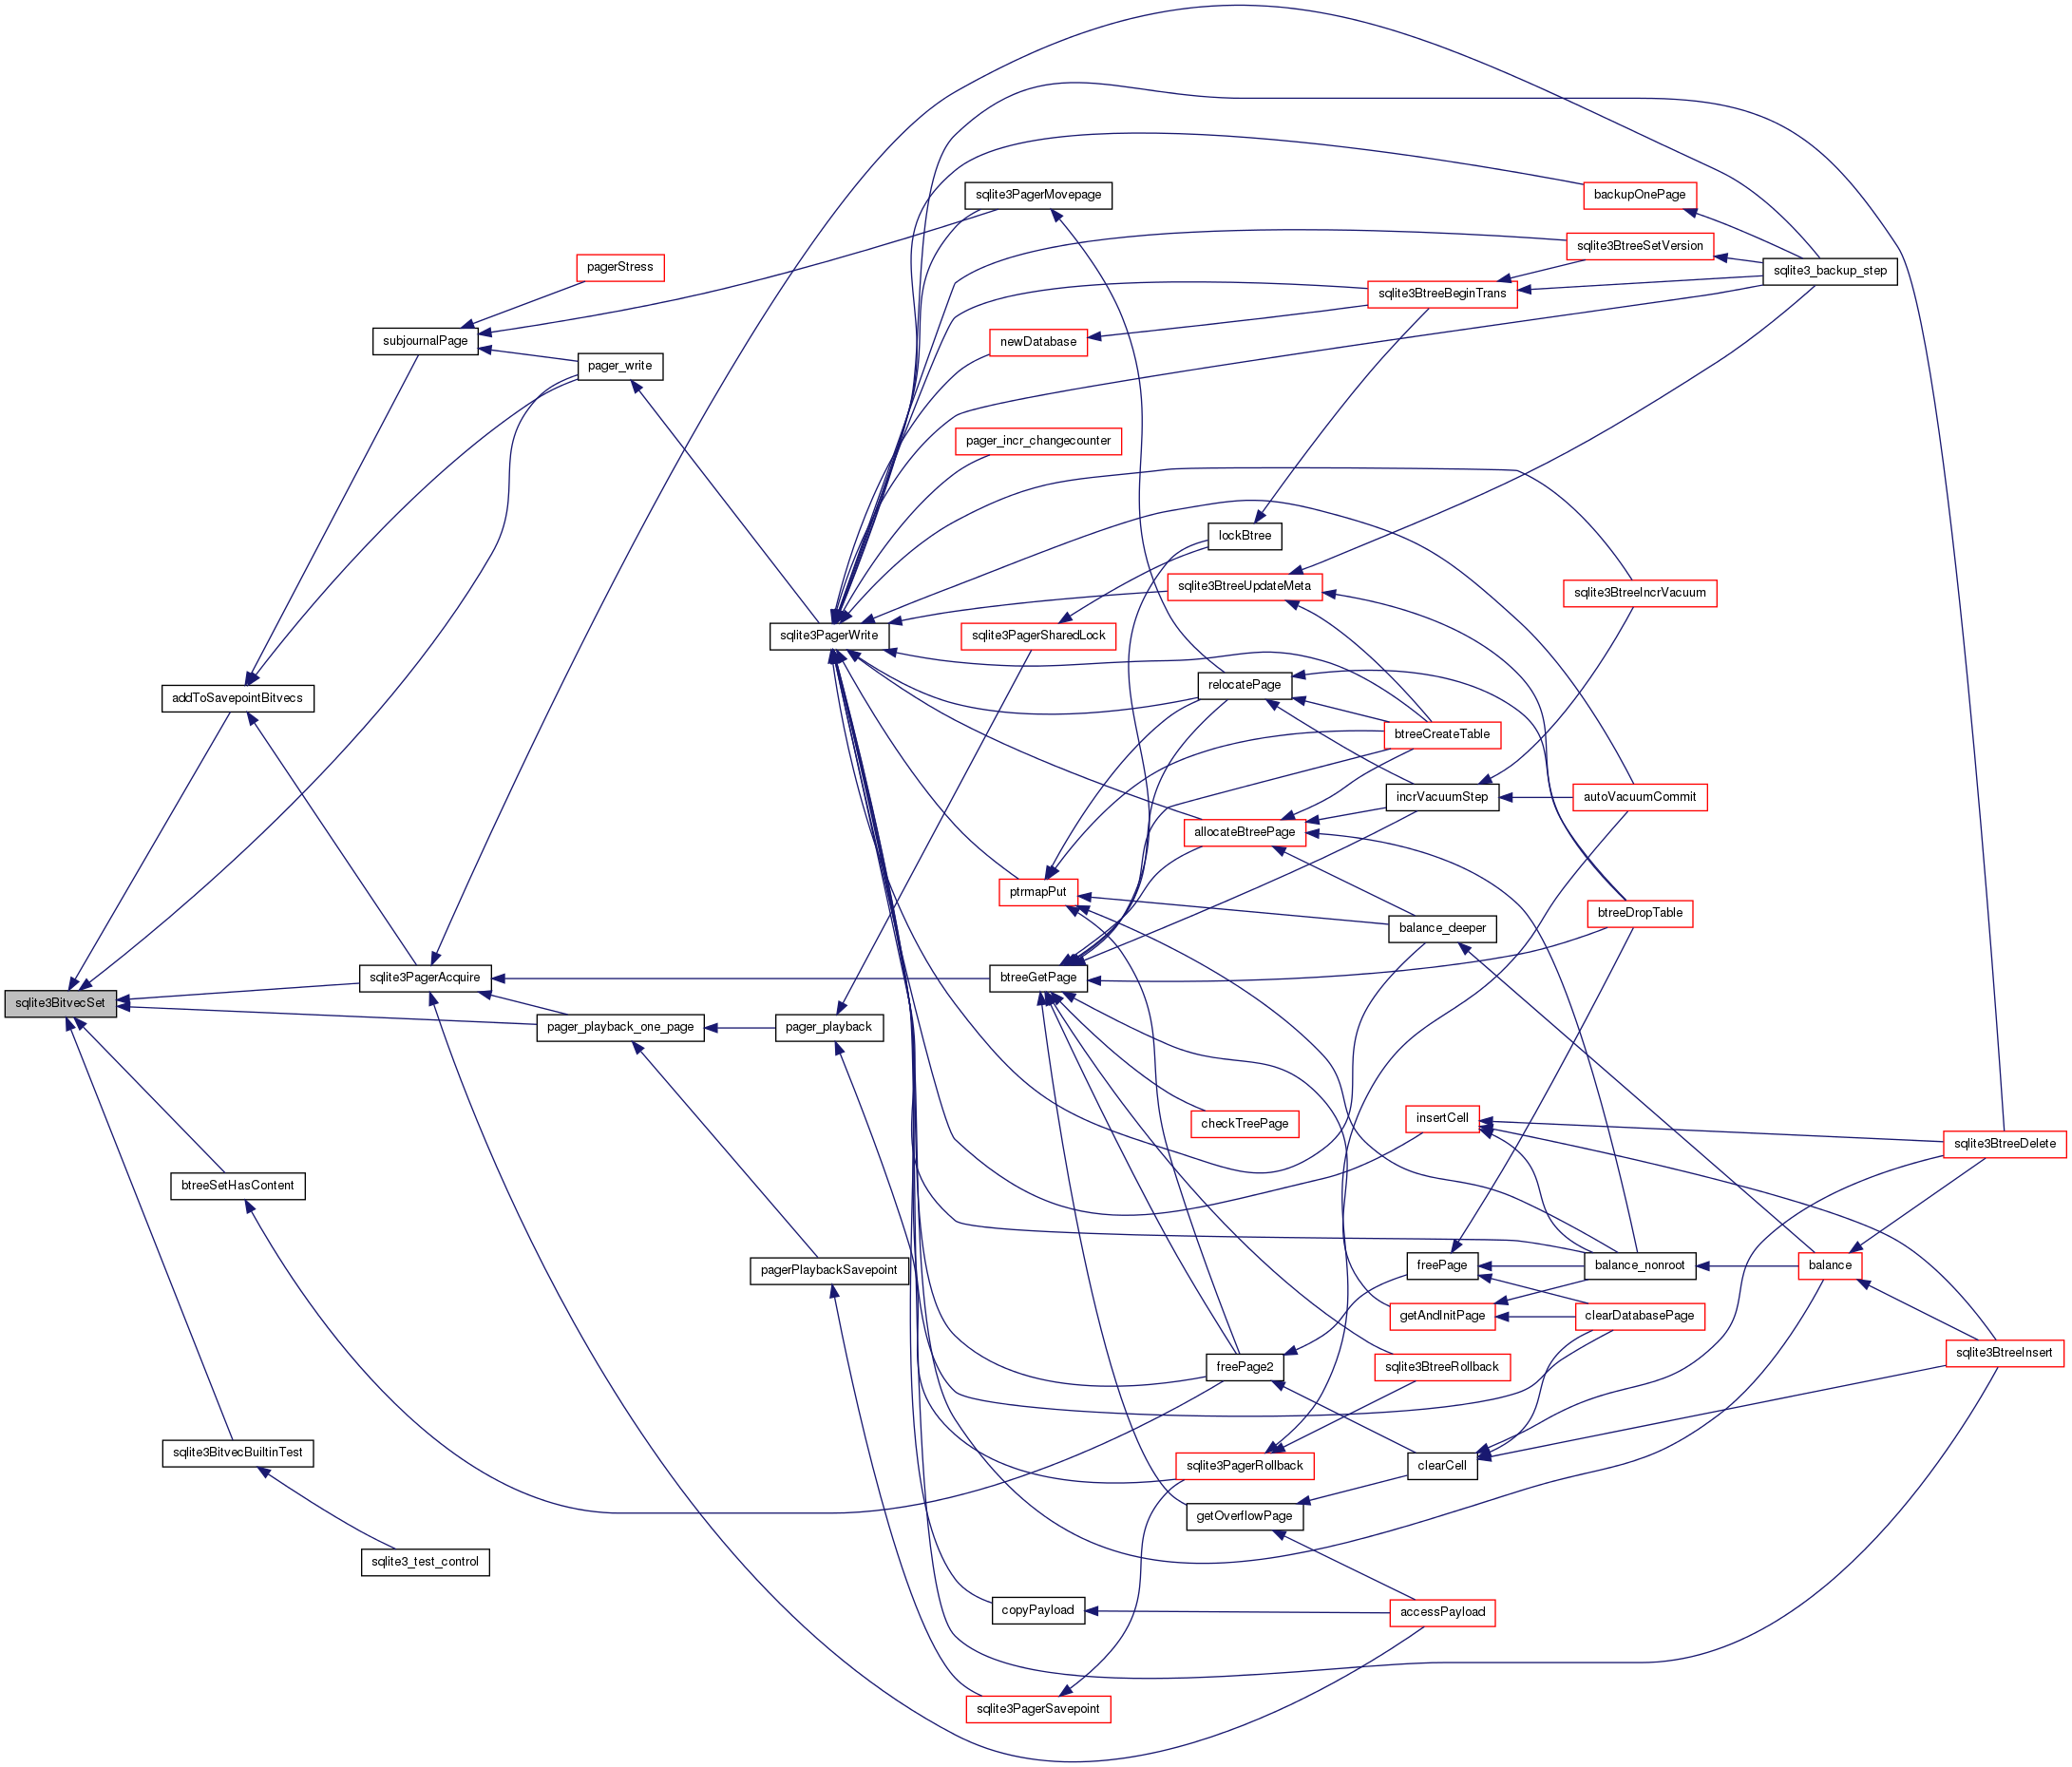 sqlite3BitvecSet
addToSavepointBitvecs
btreeSetHasContent
sqlite3BitvecBuiltinTest
subjournalPage
sqlite3PagerAcquire
sqlite3_test_control
pagerStress
pager_write
pager_playback_one_page
sqlite3PagerWrite
pager_playback
pagerPlaybackSavepoint
sqlite3PagerMovepage
newDatabase
pager_incr_changecounter
sqlite3PagerSharedLock
ptrmapPut
btreeGetPage
copyPayload
sqlite3PagerSavepoint
lockBtree
sqlite3BtreeUpdateMeta
relocatePage
allocateBtreePage
checkTreePage
freePage2
sqlite3PagerRollback
getOverflowPage
sqlite3BtreeBeginTrans
btreeCreateTable
incrVacuumStep
balance_deeper
insertCell
freePage
getAndInitPage
sqlite3BtreeRollback
clearCell
accessPayload
backupOnePage
sqlite3BtreeSetVersion
sqlite3BtreeIncrVacuum
autoVacuumCommit
btreeDropTable
balance_nonroot
clearDatabasePage
sqlite3_backup_step
balance
sqlite3BtreeDelete
sqlite3BtreeInsert